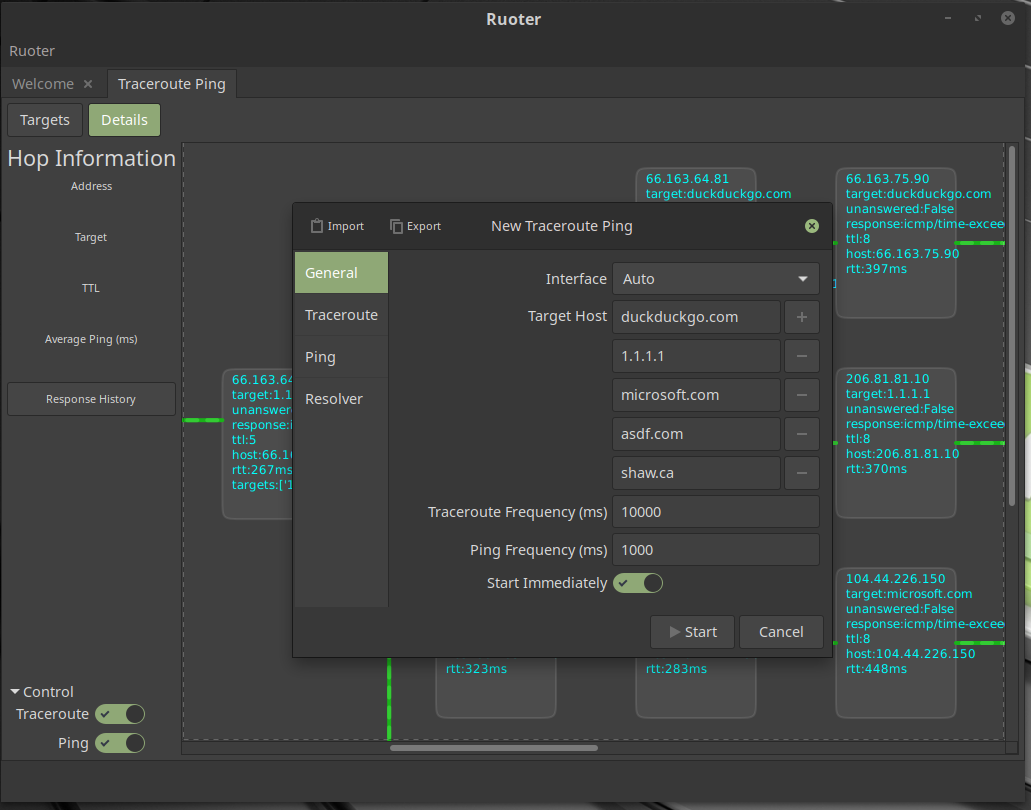 Ruoter
Ruoter
Welcome
Traceroute Ping
Targets
Details
Hop Information
Address
Target
TTL
Average Ping (ms)
Response History
Control
Traceroute
Ping
66.163.64.81
target:duckduckgo.com
66.163.75.90
target:duckduckgo.com
unanswered:False
response:icmp/time-excee
ttl:8
host:66.163.75.90
rtt:397ms
66.163.64
target:1.1
unanswere
response:i
ttl:5
host:66.16
rtt:267ms
targets:['1
206.81.81.10
target:1.1.1.1
unanswered:False
response:icmp/time-excee
ttl:8
host:206.81.81.10
rtt:370ms
104.44.226.150
target:microsoft.com
unanswered:False
response:icmp/time-excee
ttl:8
host:104.44.226.150
rtt:448ms
rtt:323ms
rtt:283ms
Import
Export
New Traceroute Ping
General
Traceroute
Ping
Resolver
Interface
Auto
Target Host
duckduckgo.com
1.1.1.1
microsoft.com
asdf.com
shaw.ca
Traceroute Frequency (ms)
10000
Ping Frequency (ms)
1000
Start Immediately
Start
Cancel